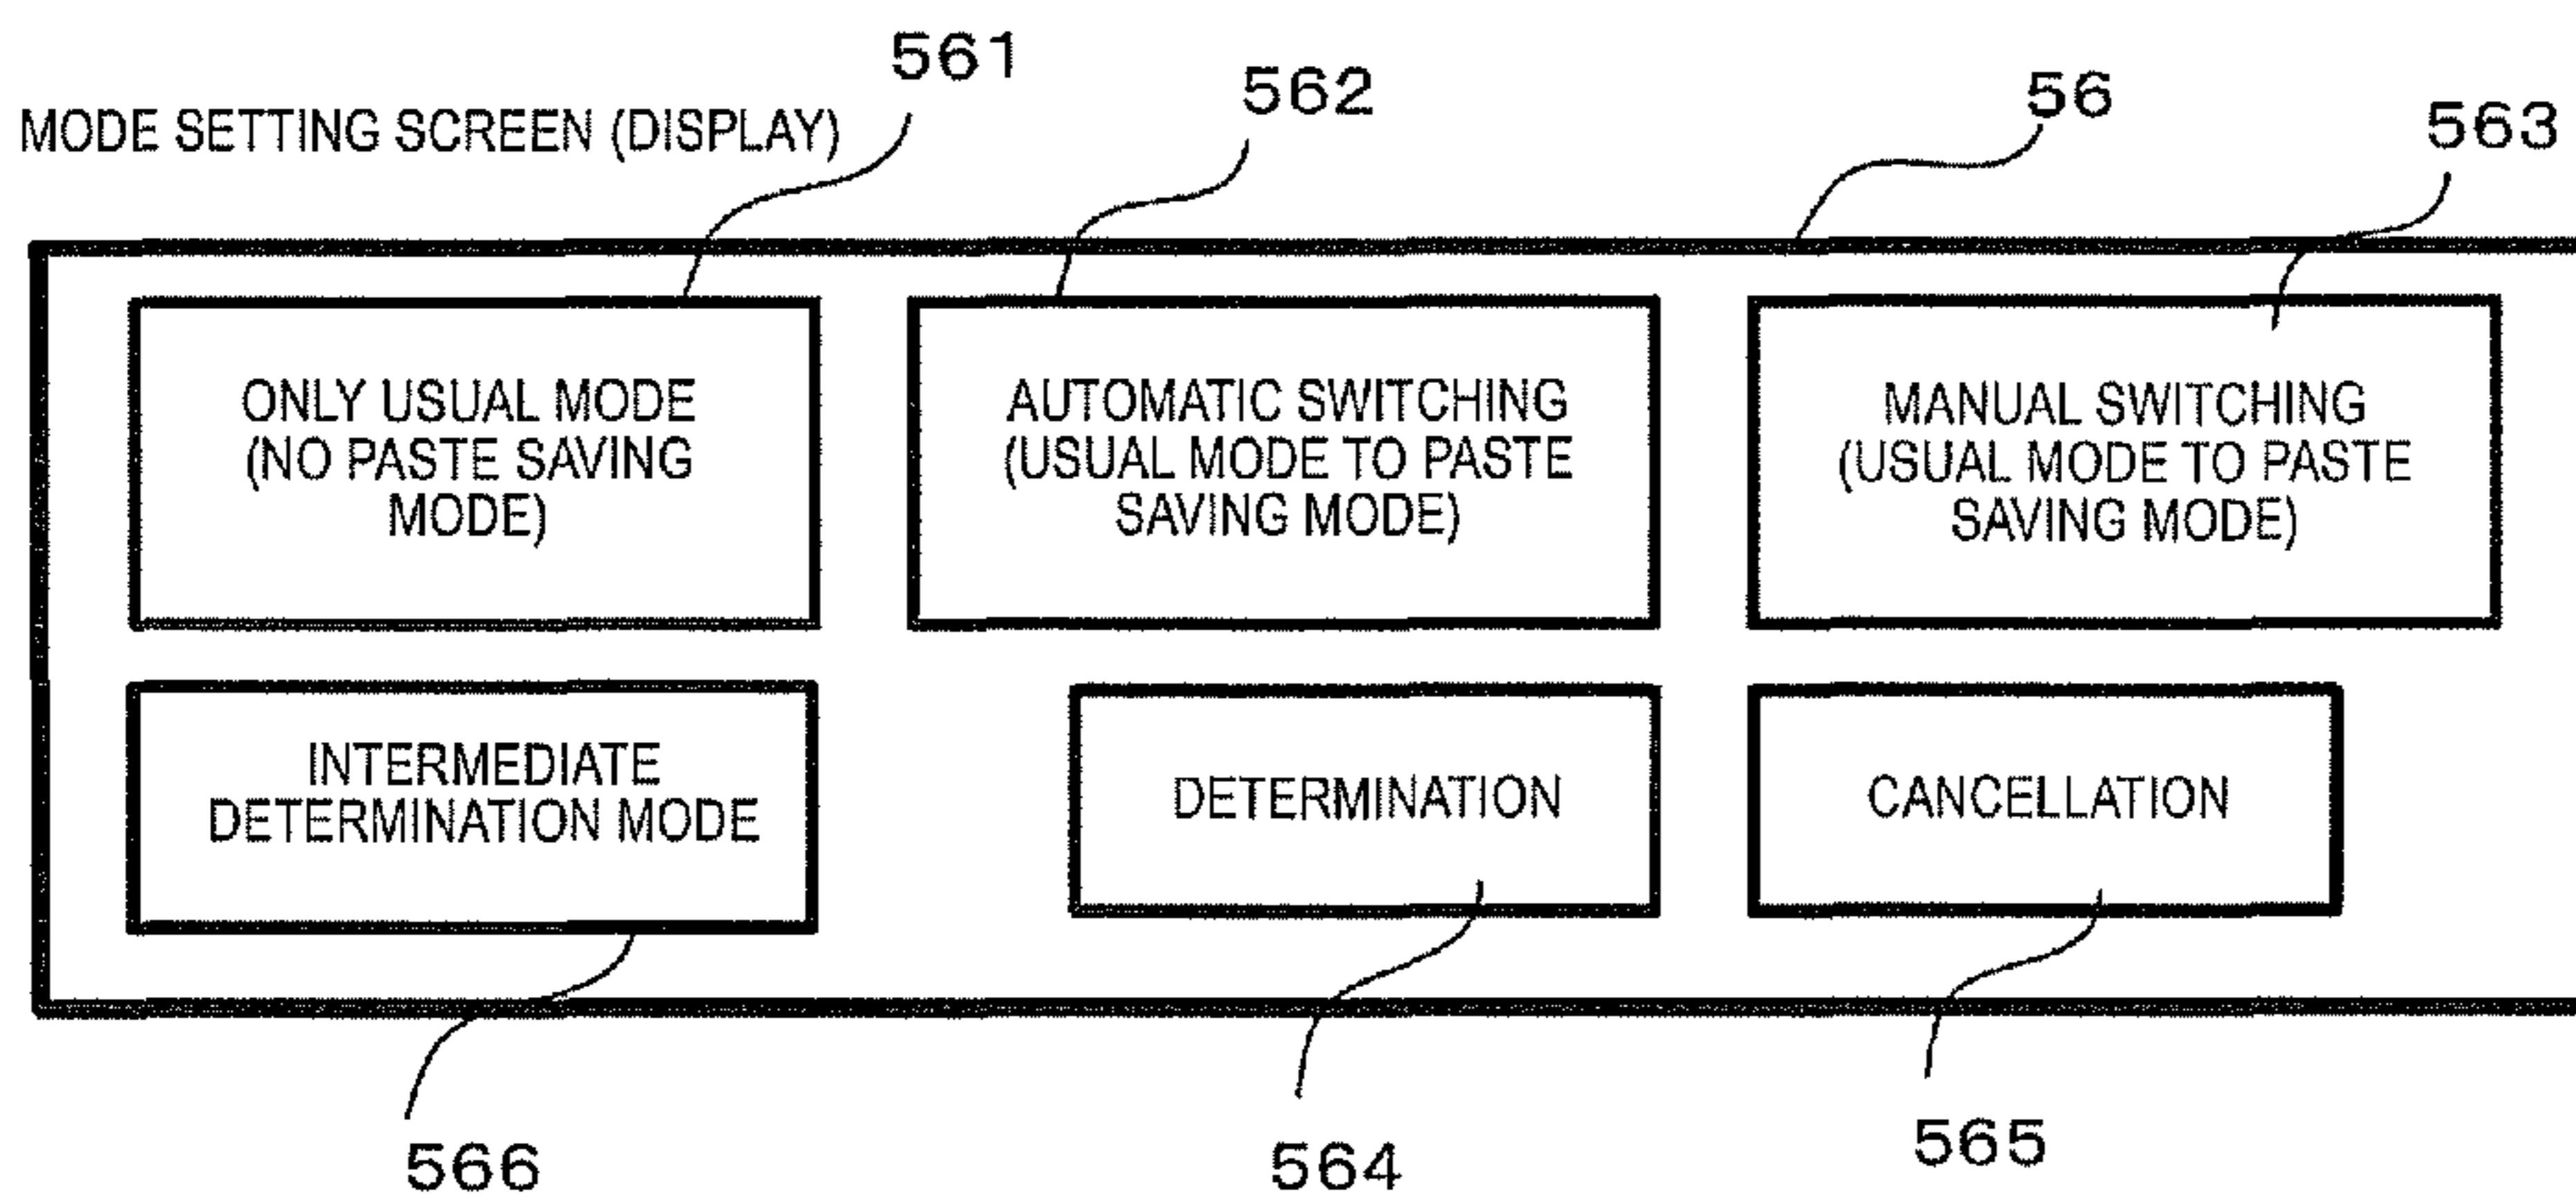 561
562
56
563
MODE SETTING SCREEN (DISPLAY)
ONLY USUAL MODE
(NO PASTE SAVING
MODE)
AUTOMATIC SWITCHING
(USUAL MODE TO PASTE
SAVING MODE)
MANUAL SWITCHING
(USUAL MODE TO PASTE
SAVING MODE)
INTERMEDIATE
DETERMINATION MODE
DETERMINATION
CANCELLATION
566
564
565